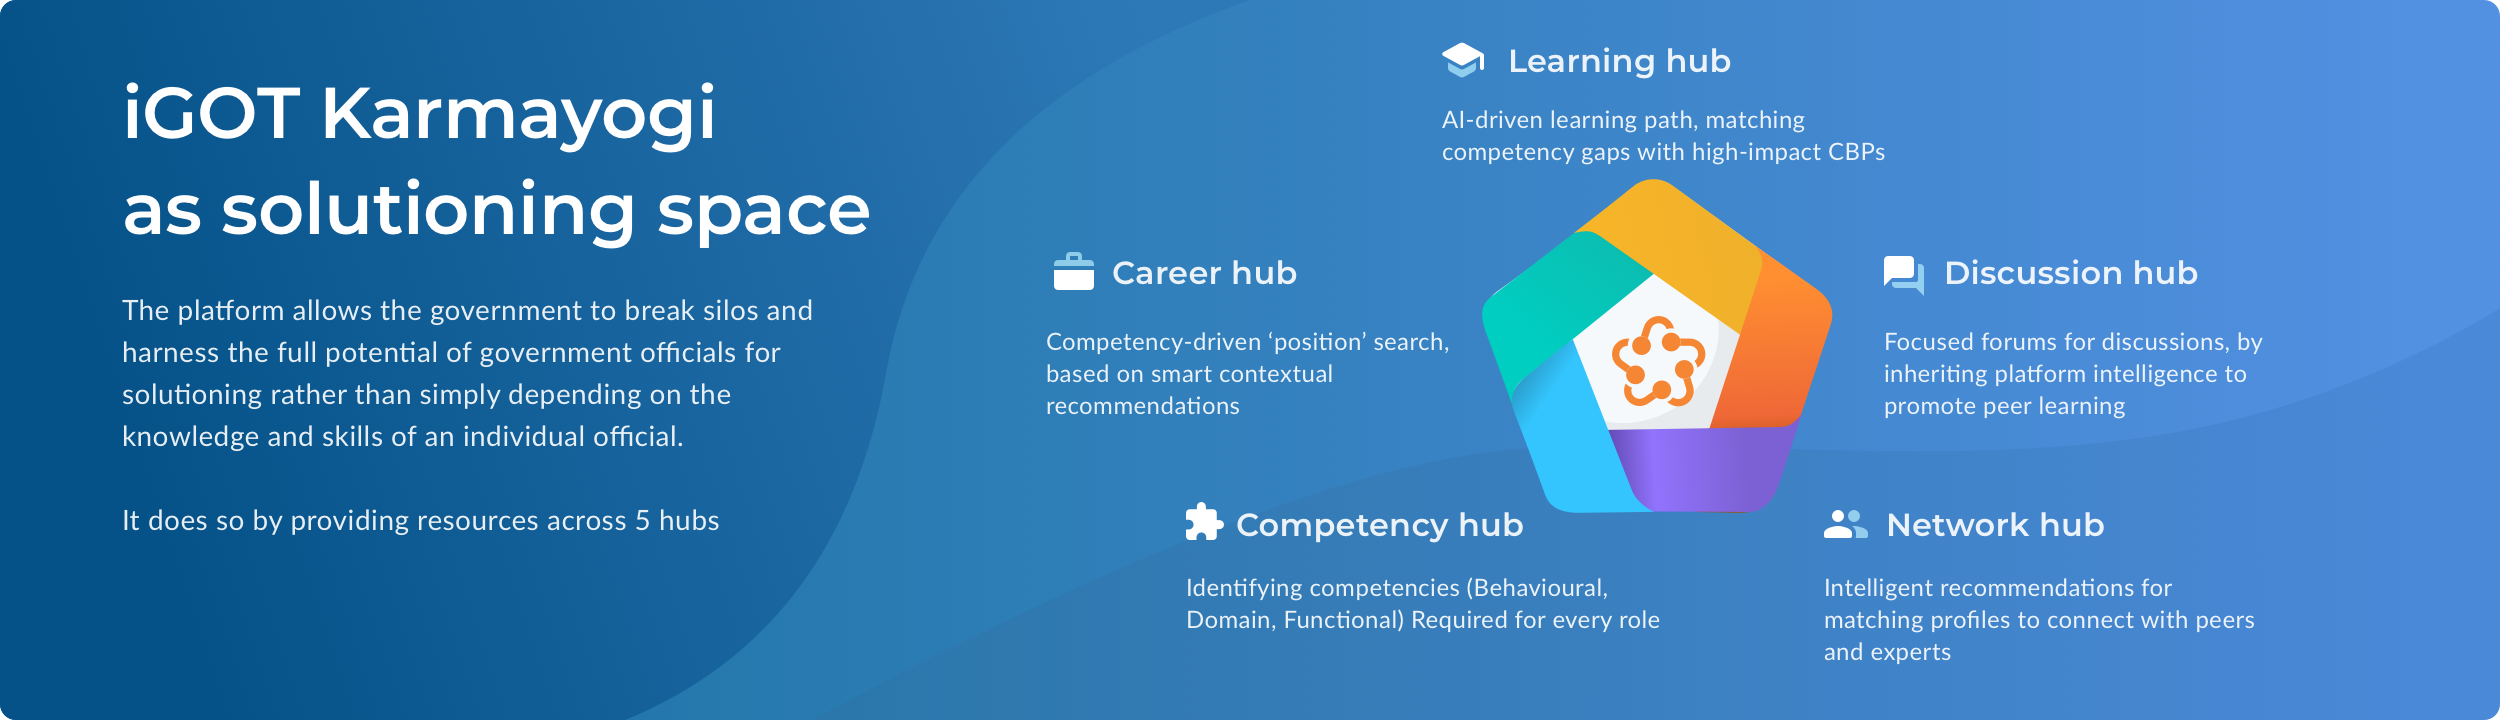 iGOT Karmayogi
as solutioning space
The platform allows the government to break silos and
harness the full potential of government officials for
solutioning rather than simply depending on the
knowledge and skills of an individual official.
It does so by providing resources across 5 hubs
Learning hub
AI-driven learning path, matching
competency gaps with high-impact CBPs
Career hub
Competency-driven ‘position’ search,
based on smart contextual
recommendations
Discussion hub
Focused forums for discussions, by
inheriting platform intelligence to
promote peer learning
Competency hub
Identifying competencies (Behavioural,
Domain, Functional) Required for every role
Network hub
Intelligent recommendations for
matching profiles to connect with peers
and experts